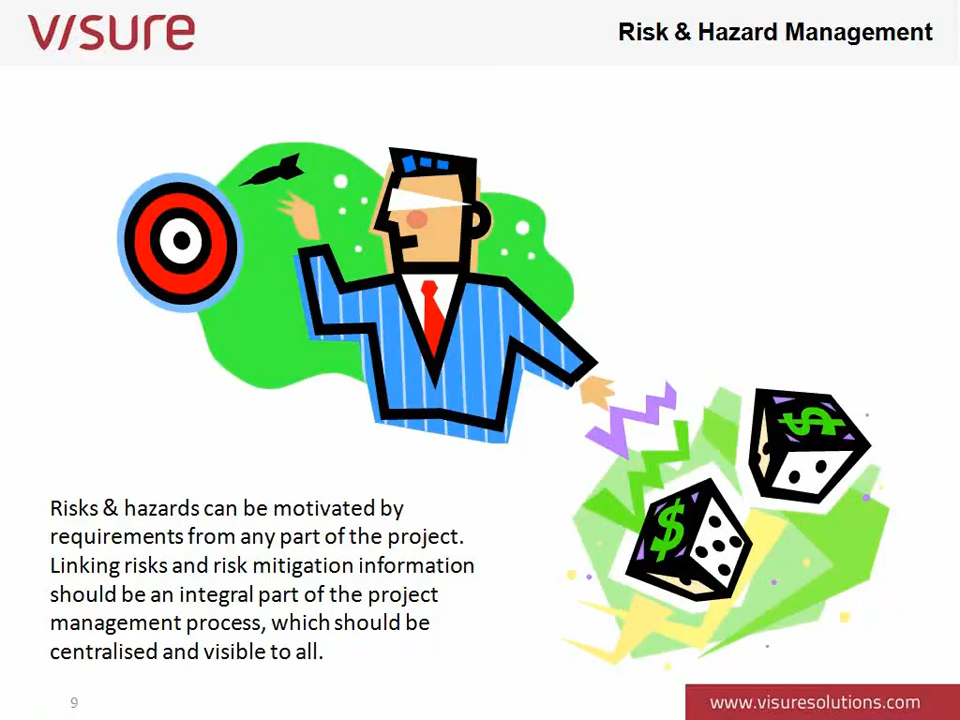 visure
Risk & Hazard Management
$
$
Risks & hazards can be motivated by
requirements from any part of the project.
Linking risks and risk mitigation information
should be an integral part of the project
management process, which should be
centralised and visible to all.
9
www.visuresolutions.com